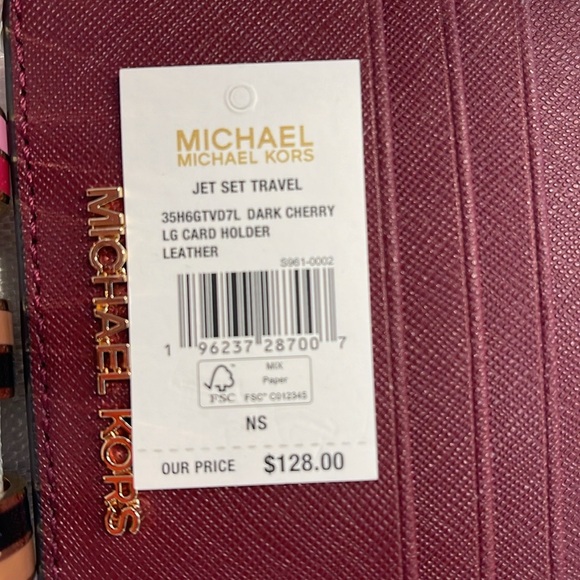 MICHAEL
MICHAEL KORS
JET SET TRAVEL
35H6GTVD7L DARK CHERRY
LG CARD HOLDER
LEATHER
S961-0002
1 96237 28700 7
FSC
MIX
Paper
FSC® C012345
NS
OUR PRICE $128.00
MICHAEL KORS